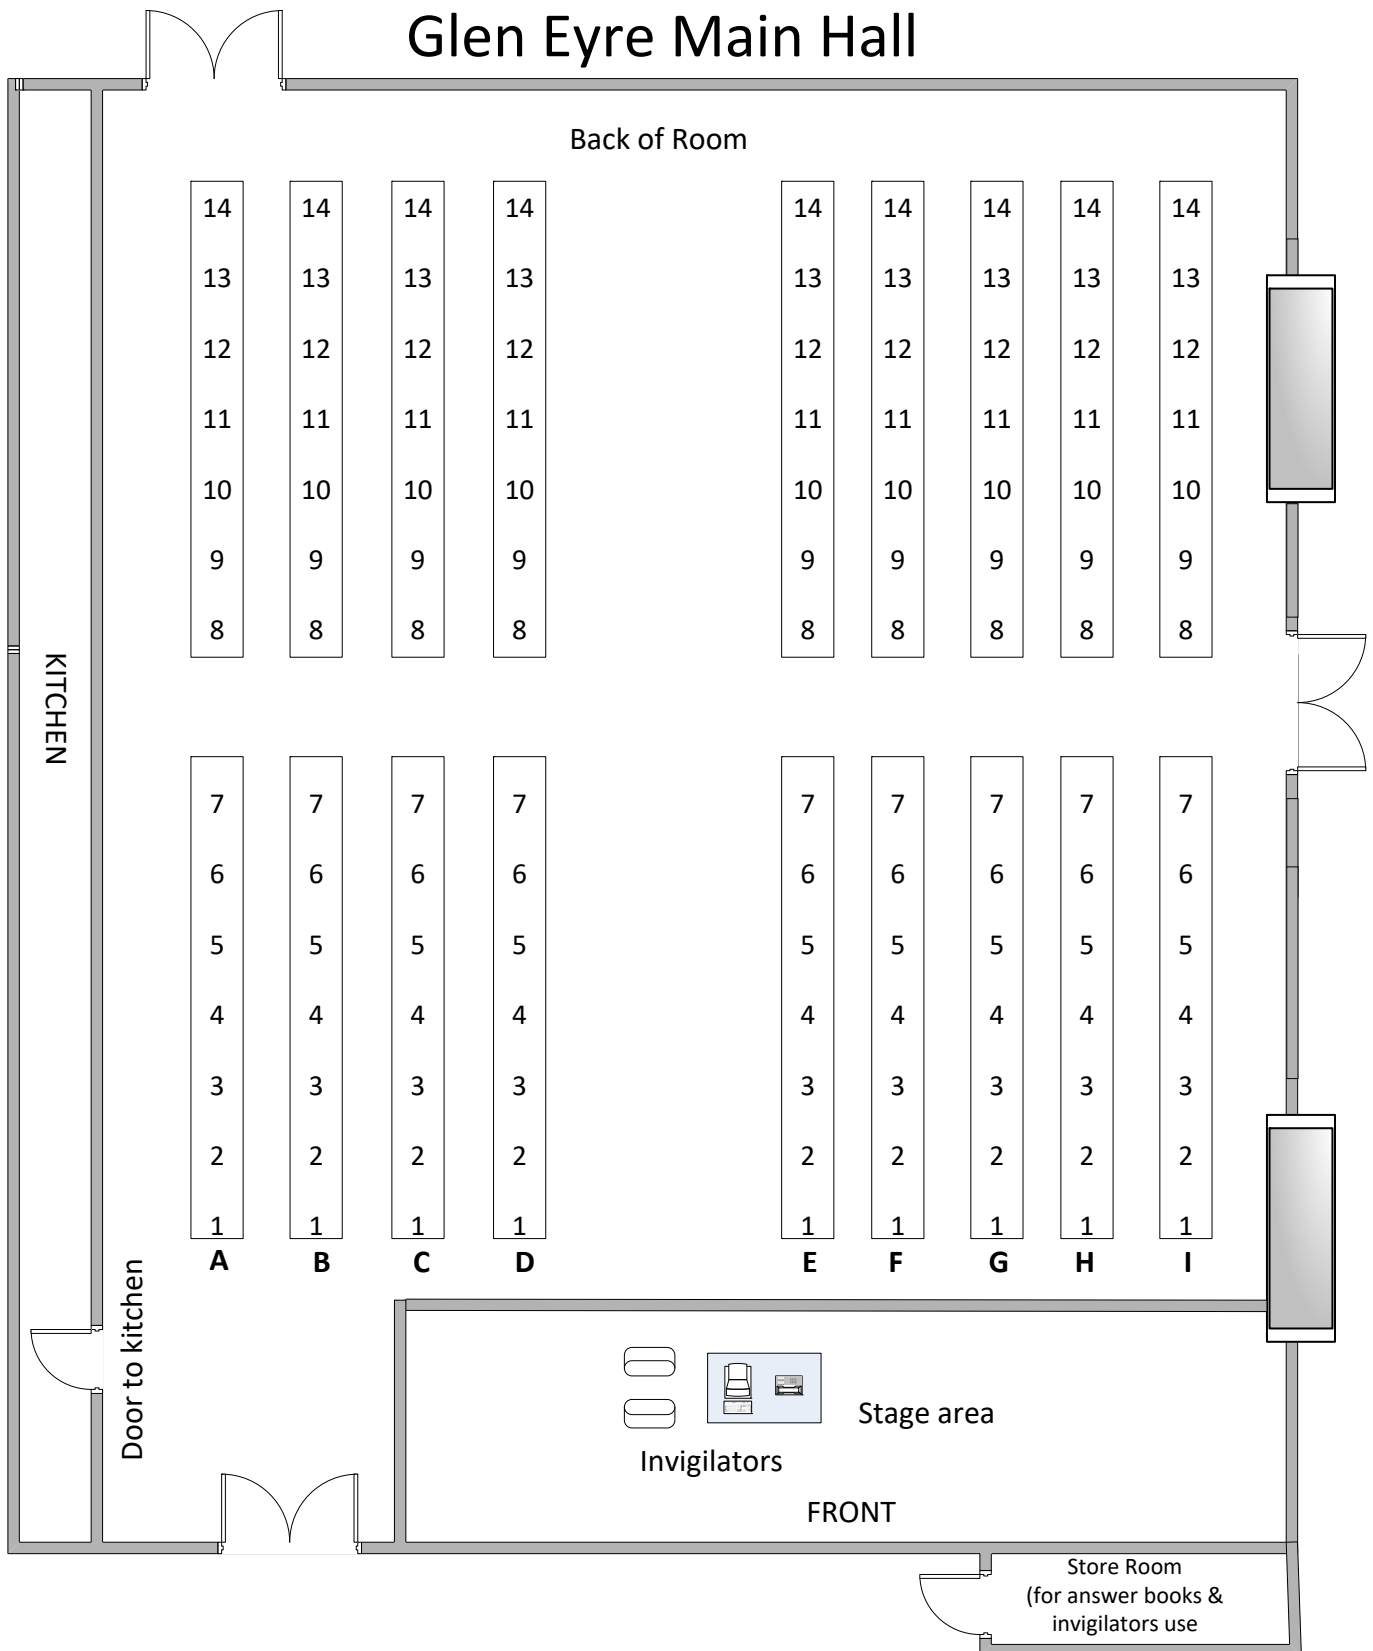 Glen Eyre Main Hall
Back of Room
14 14 14 14 14 14 14 14 14
13 13 13 13 13 13 13 13 13
12 12 12 12 12 12 12 12 12
11 11 11 11 11 11 11 11 11
10 10 10 10 10 10 10 10 10
9 9 9 9 9 9 9 9 9
8 8 8 8 8 8 8 8 8
KITCHEN
7 7 7 7 7 7 7 7 7
6 6 6 6 6 6 6 6 6
5 5 5 5 5 5 5 5 5
4 4 4 4 4 4 4 4 4
3 3 3 3 3 3 3 3 3
2 2 2 2 2 2 2 2 2
1 1 1 1 1 1 1 1 1
A B C D E F G H I
Door to kitchen
Stage area
Invigilators
FRONT
Store Room
(for answer books &
invigilators use